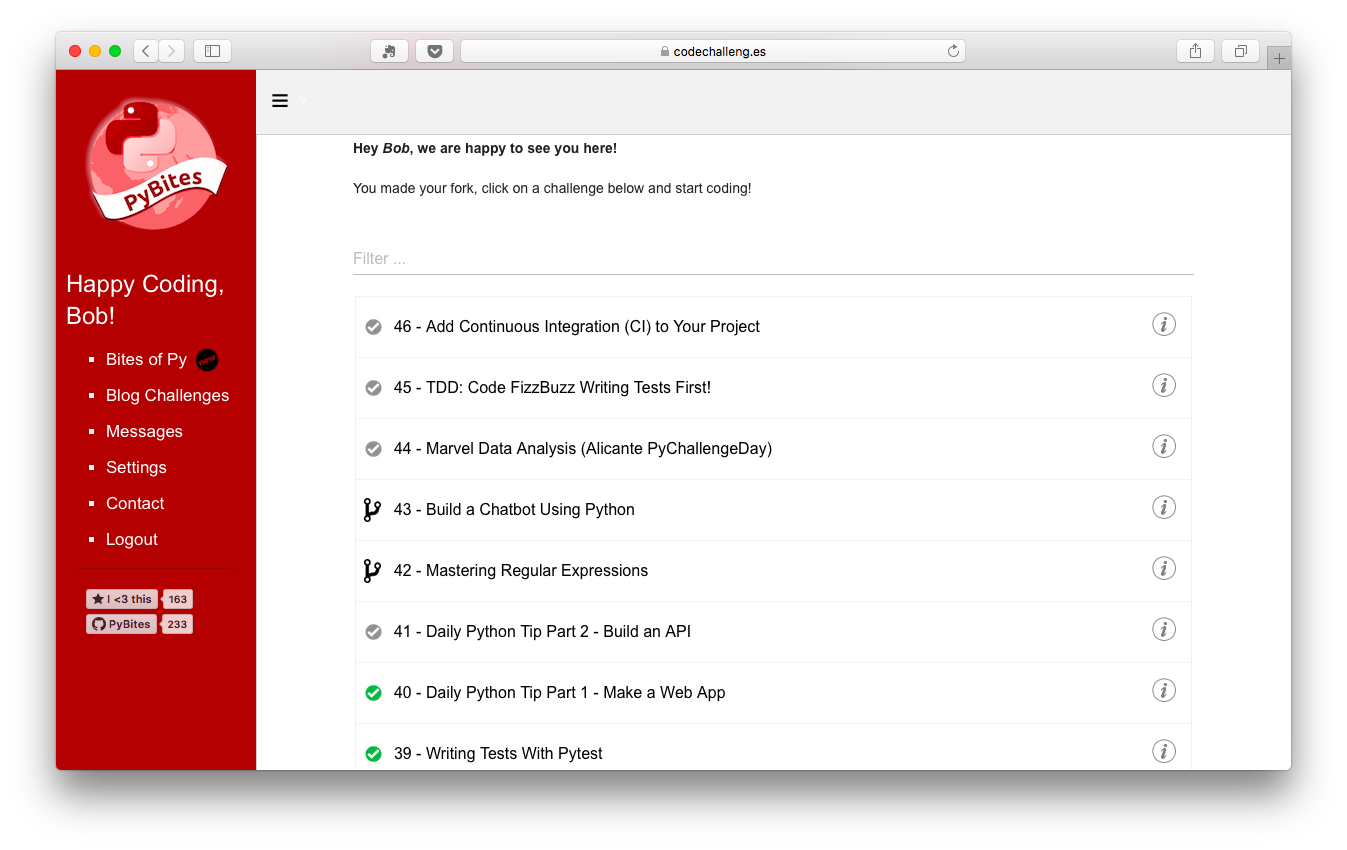 codechalleng.es
PyBites
Happy Coding,
Bob!
Bites of Py new
Blog Challenges
Messages
Settings
Contact
Logout
I <3 this 163
PyBites 233
?
Hey Bob, we are happy to see you here!
You made your fork, click on a challenge below and start coding!
Filter ...
46 - Add Continuous Integration (CI) to Your Project
45 - TDD: Code FizzBuzz Writing Tests First!
44 - Marvel Data Analysis (Alicante PyChallengeDay)
43 - Build a Chatbot Using Python
42 - Mastering Regular Expressions
41 - Daily Python Tip Part 2 - Build an API
40 - Daily Python Tip Part 1 - Make a Web App
39 - Writing Tests With Pytest